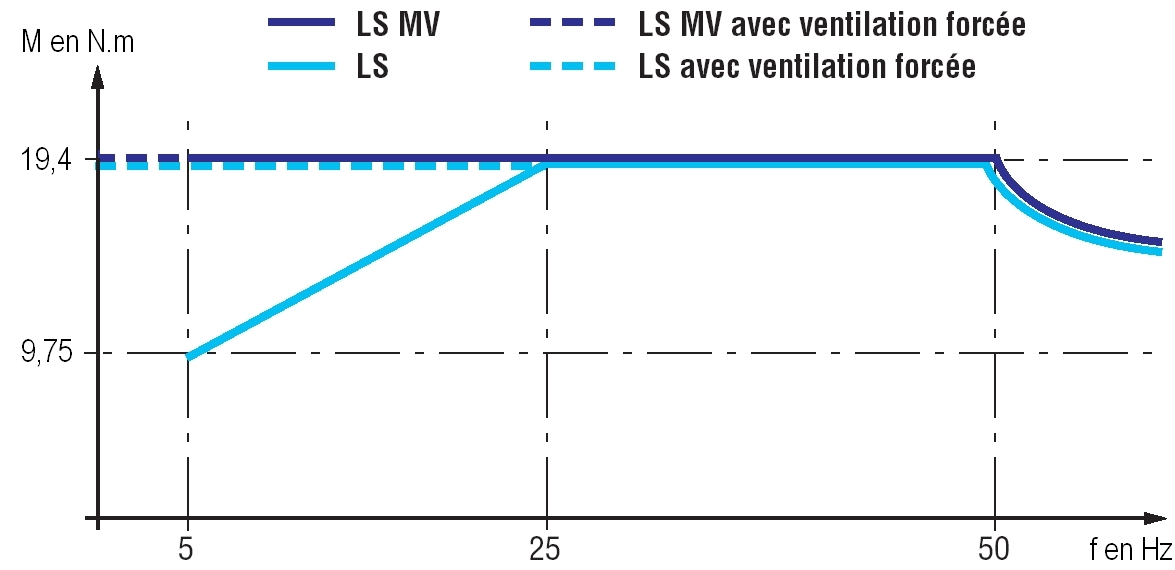 LS MV
LS MV avec ventilation forcée
M en N.m
LS
LS avec ventilation forcée
19,4
9,75
5
25
50
f en Hz